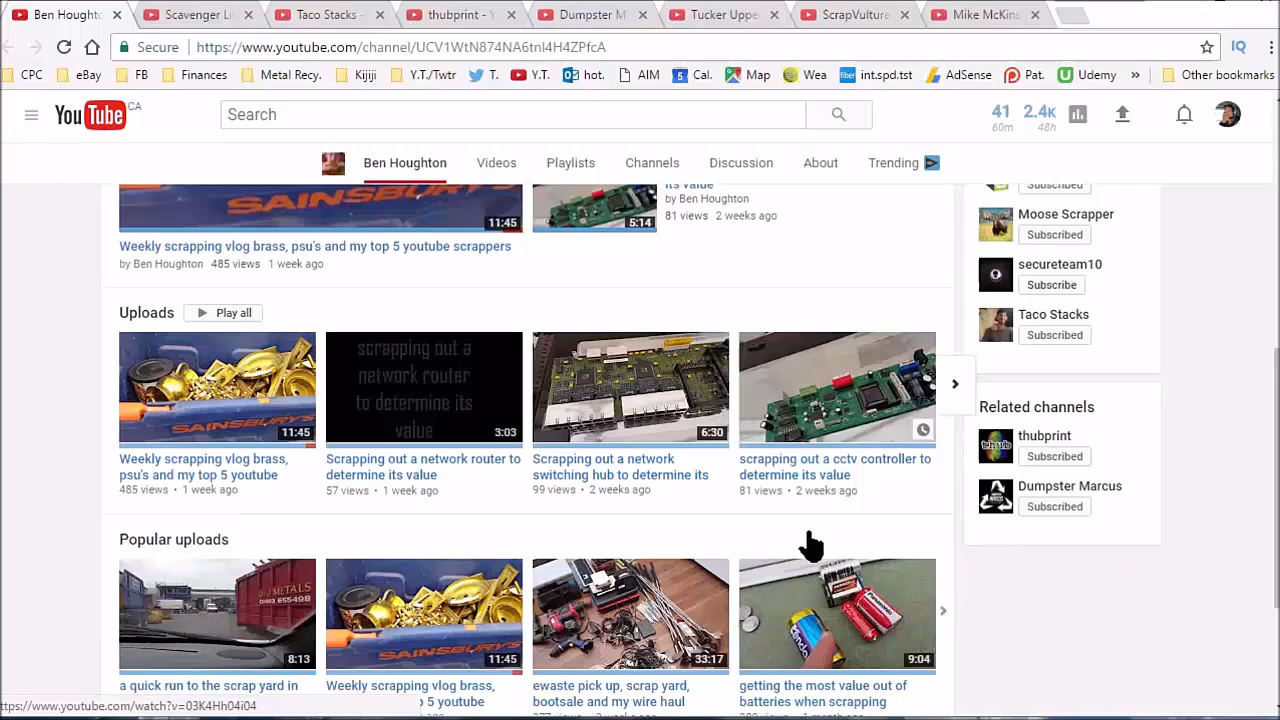 Ben Hought
Scavenger Li
Taco Stacks -
thubprint - Y
Dumpster M
Tucker Uppe
ScrapVulture
Mike McKins
Secure
https://www.youtube.com/channel/UCV1WtN874NA6tnI4H4ZPfcA
IQ
CPC
eBay
FB
Finances
Metal Recy.
Kijiji
Y.T./Twtr
T.
Y.T.
hot.
AIM
5 Cal.
Map
Wea
fiber int.spd.tst
AdSense
Pat.
Udemy
»
Other bookmarks
YouTube CA
Search
41
60m
2.4K
48h
Ben Houghton
Videos
Playlists
Channels
Discussion
About
Trending
SAINSBURYS
11:45
5:14
its value
by Ben Houghton
81 views 2 weeks ago
Weekly scrapping vlog brass, psu's and my top 5 youtube scrappers
by Ben Houghton 485 views 1 week ago
Subscribed
Moose Scrapper
Subscribed
secureteam10
Subscribe
Taco Stacks
Subscribed
Uploads
Play all
SAINSBURYS
11:45
Weekly scrapping vlog brass,
psu's and my top 5 youtube
485 views • 1 week ago
scrapping out a
network router
to determine its
value
3:03
Scrapping out a network router to
determine its value
57 views • 1 week ago
6:30
Scrapping out a network
switching hub to determine its
99 views • 2 weeks ago
scrapping out a cctv controller to
determine its value
81 views • 2 weeks ago
Related channels
thubprint
Subscribed
Dumpster Marcus
Subscribed
Popular uploads
METALS
8:13
a quick run to the scrap yard in
SAINSBURYS
11:45
Weekly scrapping vlog brass,
5 youtube
33:17
ewaste pick up, scrap yard,
bootsale and my wire haul
Panasonic
9:04
getting the most value out of
batteries when scrapping
ttps://www.youtube.com/watch?v=03K4Hh04i04